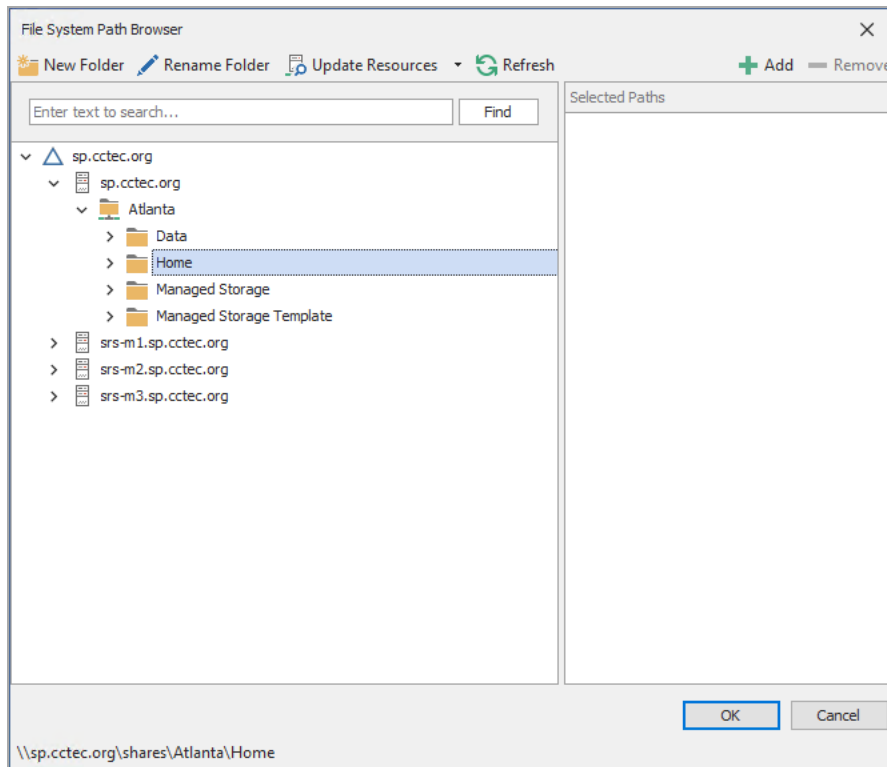 File System Path Browser
New Folder Rename Folder Update Resources Refresh Add Remove
Enter text to search... Find
Selected Paths
sp.cctec.org
sp.cctec.org
Atlanta
Data
Home
Managed Storage
Managed Storage Template
srs-m1.sp.cctec.org
srs-m2.sp.cctec.org
srs-m3.sp.cctec.org
OK Cancel
\\sp.cctec.org\shares\Atlanta\Home